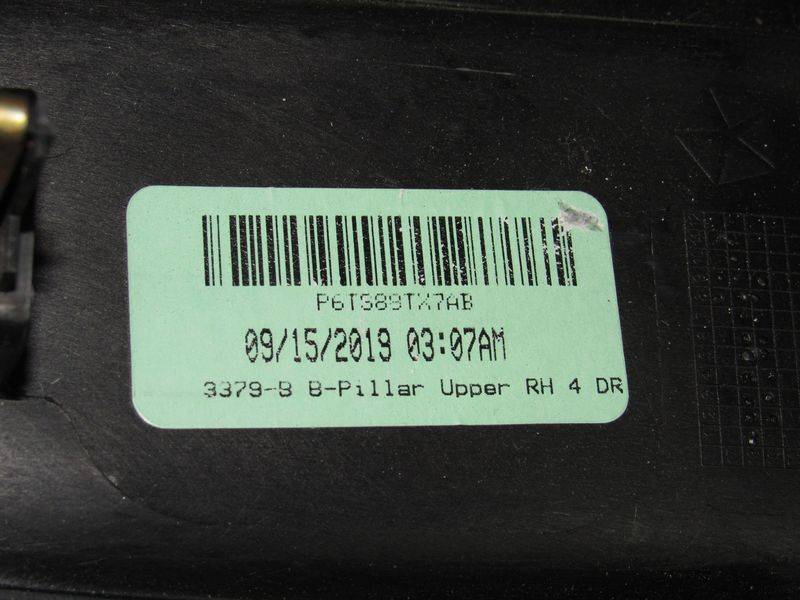 P6TS89TX7AB
09/15/2019 03:07AM
3379-B B-Pillar Upper RH 4 DR